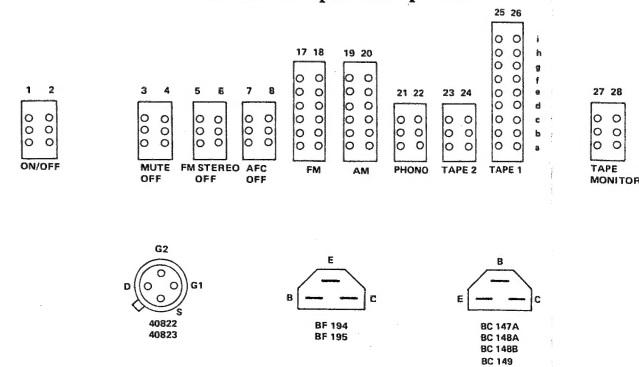 25 26
17 18 19 20 i
h
g
f
1 2 3 4 5 6 7 8 21 22 23 24 e 27 28
d
c
b
a
ON/OFF MUTE OFF FM STEREO OFF AFC OFF FM AM PHONO TAPE 2 TAPE 1 TAPE MONITOR
G2
D G1
S
40822
40823
E
B C
BF 194
BF 195
B
E C
BC 147A
BC 148A
BC 148B
BC 149